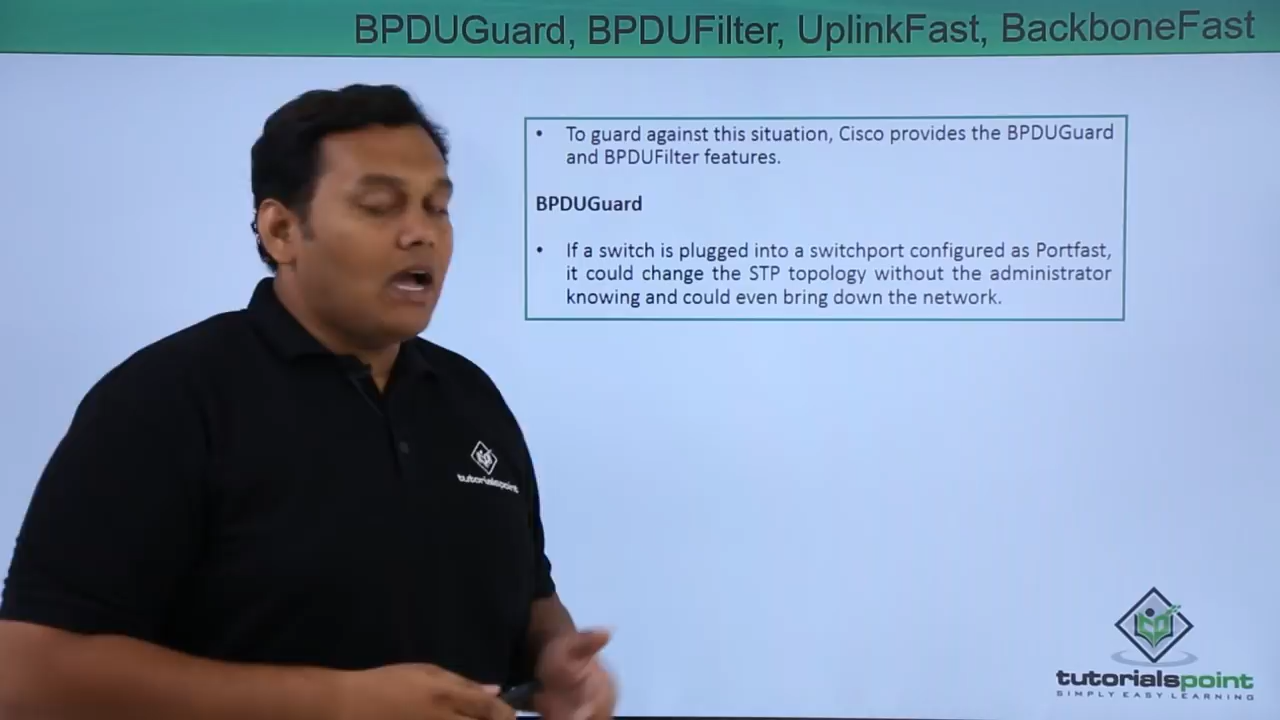 BPDUGuard, BPDUFilter, UplinkFast, BackboneFast
• To guard against this situation, Cisco provides the BPDUGuard
and BPDUFilter features.
BPDUGuard
• If a switch is plugged into a switchport configured as Portfast,
it could change the STP topology without the administrator
knowing and could even bring down the network.
tutorialspoint
tutorialspoint
SIMPLY EASY LEARNING